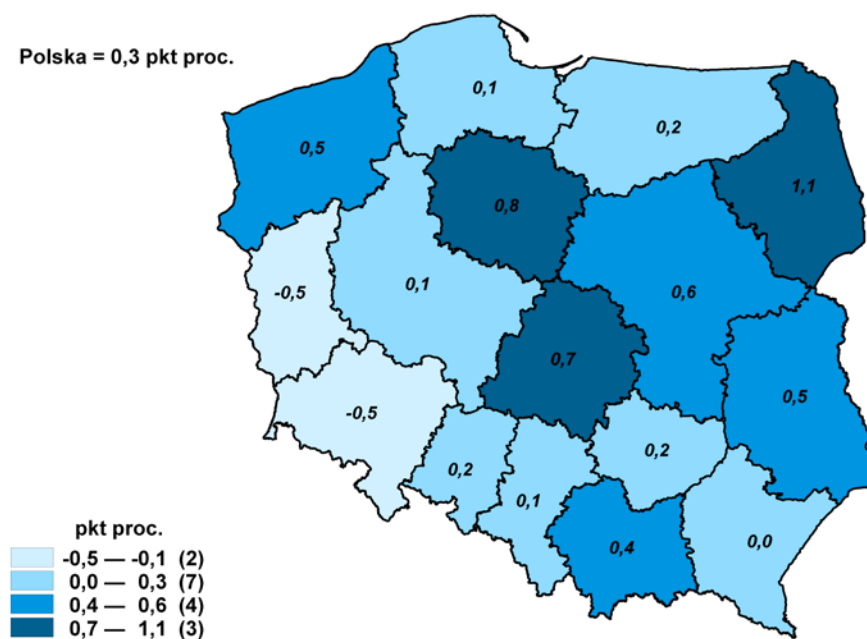 Polska = 0,3 pkt proc.
0,1
0,2
0,5
1,1
0,8
-0,5
0,1
0,6
0,7
0,5
-0,5
0,2
0,2
0,1
0,4
0,0
pkt proc.
-0,5 — -0,1 (2)
0,0 — 0,3 (7)
0,4 — 0,6 (4)
0,7 — 1,1 (3)